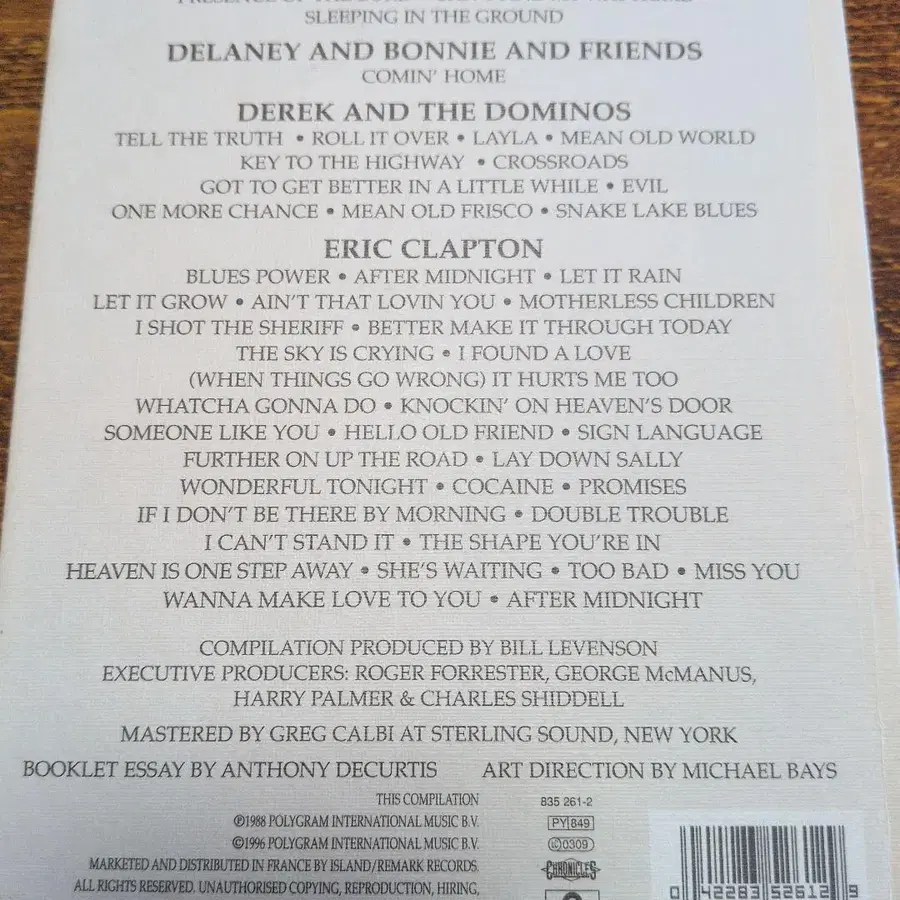 SLEEPING IN THE GROUND
DELANEY AND BONNIE AND FRIENDS
COMIN' HOME
DEREK AND THE DOMINOS
TELL THE TRUTH • ROLL IT OVER • LAYLA • MEAN OLD WORLD
KEY TO THE HIGHWAY • CROSSROADS
GOT TO GET BETTER IN A LITTLE WHILE • EVIL
ONE MORE CHANCE • MEAN OLD FRISCO • SNAKE LAKE BLUES
ERIC CLAPTON
BLUES POWER • AFTER MIDNIGHT • LET IT RAIN
LET IT GROW • AIN'T THAT LOVIN YOU • MOTHERLESS CHILDREN
I SHOT THE SHERIFF • BETTER MAKE IT THROUGH TODAY
THE SKY IS CRYING • I FOUND A LOVE
(WHEN THINGS GO WRONG) IT HURTS ME TOO
WHATCHA GONNA DO • KNOCKIN' ON HEAVEN'S DOOR
SOMEONE LIKE YOU • HELLO OLD FRIEND • SIGN LANGUAGE
FURTHER ON UP THE ROAD • LAY DOWN SALLY
WONDERFUL TONIGHT • COCAINE • PROMISES
IF I DON'T BE THERE BY MORNING • DOUBLE TROUBLE
I CAN'T STAND IT • THE SHAPE YOU'RE IN
HEAVEN IS ONE STEP AWAY • SHE'S WAITING • TOO BAD • MISS YOU
WANNA MAKE LOVE TO YOU • AFTER MIDNIGHT
COMPILATION PRODUCED BY BILL LEVENSON
EXECUTIVE PRODUCERS: ROGER FORRESTER, GEORGE McMANUS,
HARRY PALMER & CHARLES SHIDDELL
MASTERED BY GREG CALBI AT STERLING SOUND, NEW YORK
BOOKLET ESSAY BY ANTHONY DECURTIS ART DIRECTION BY MICHAEL BAYS
THIS COMPILATION
℗1988 POLYGRAM INTERNATIONAL MUSIC B.V.
©1996 POLYGRAM INTERNATIONAL MUSIC B.V.
MARKETED AND DISTRIBUTED IN FRANCE BY ISLAND/REMARK RECORDS.
ALL RIGHTS RESERVED. UNAUTHORISED COPYING, REPRODUCTION, HIRING,
835 261-2
PY 849
0309
CHRONICLES
0 42283 52612 9